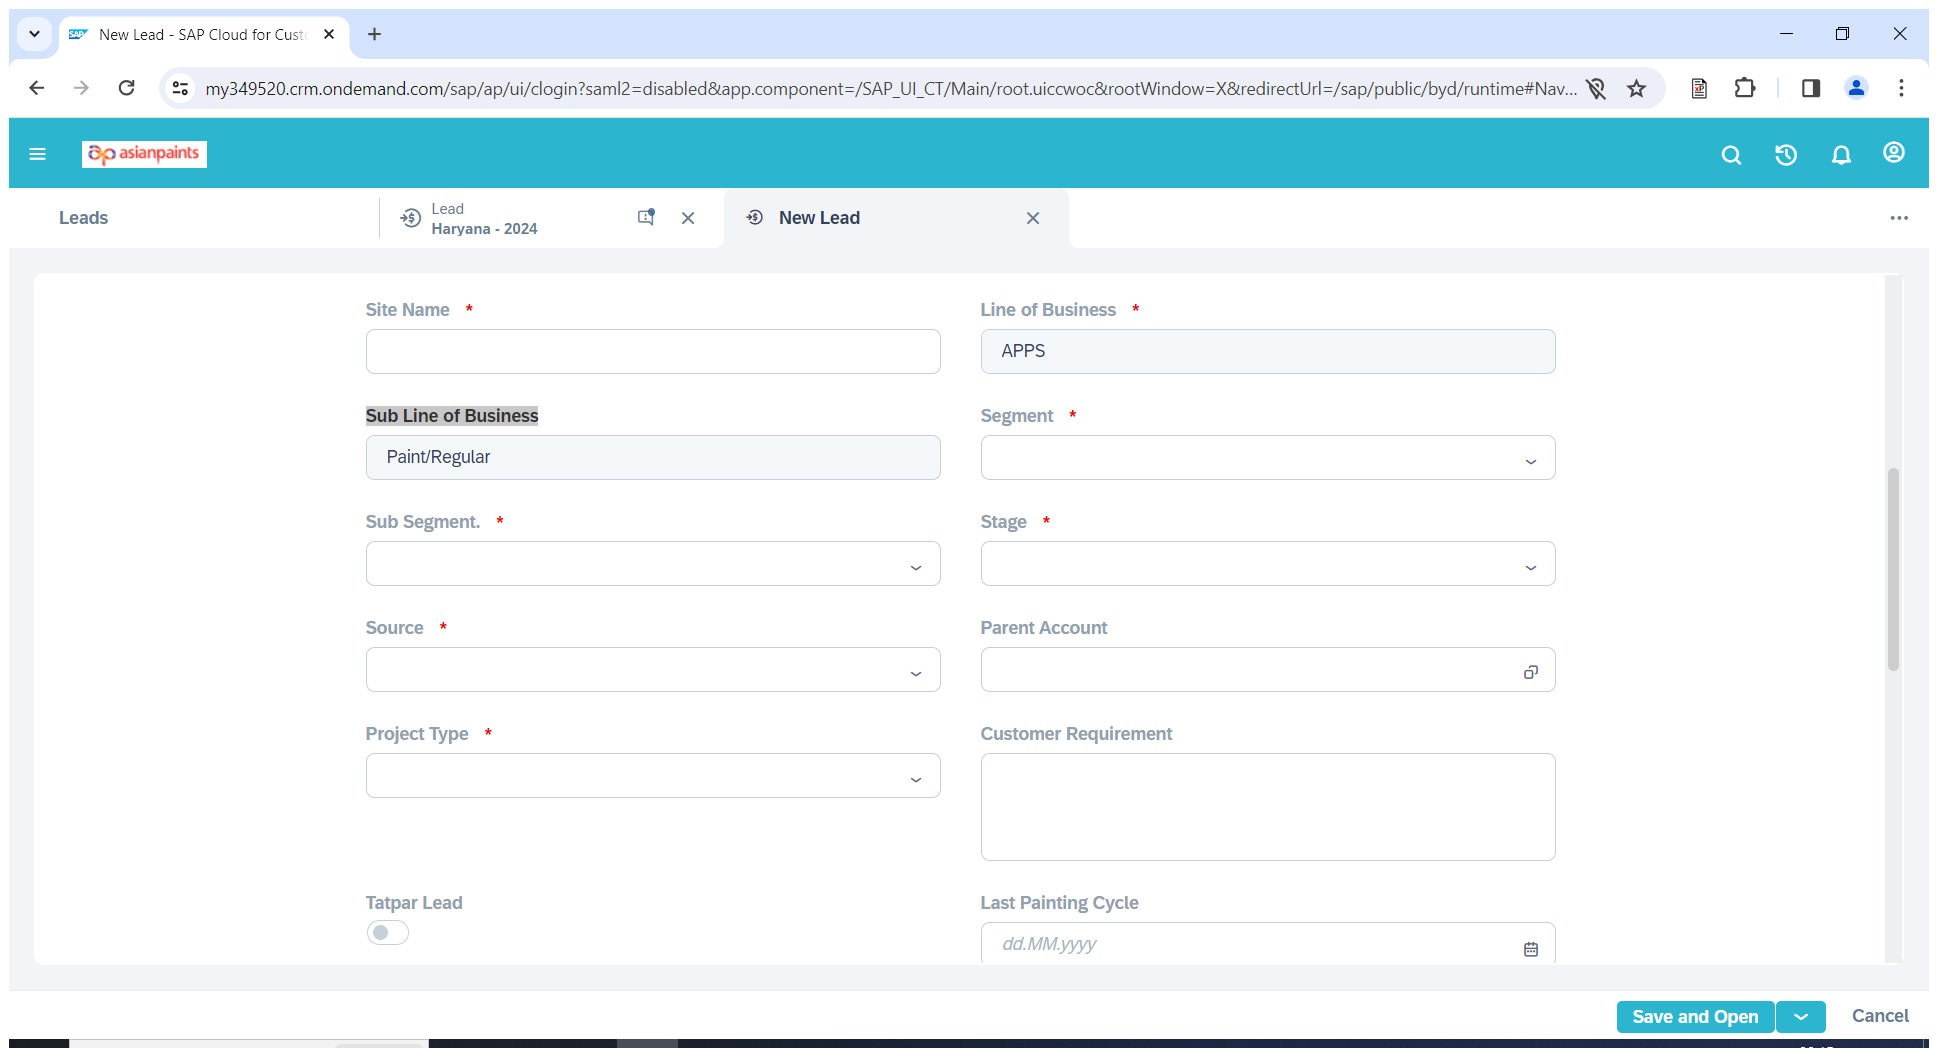 New Lead - SAP Cloud for Cust
my349520.crm.ondemand.com/sap/ap/ui/clogin?saml2=disabled&app.component=/SAP_UI_CT/Main/root.uiccwoc&rootWindow=X&redirectUrl=/sap/public/byd/runtime#Nav...
asianpaints
Leads
Lead
Haryana - 2024
New Lead
Site Name *
Line of Business *
APPS
Sub Line of Business
Segment *
Paint/Regular
Sub Segment. *
Stage *
Source *
Parent Account
Project Type *
Customer Requirement
Tatpar Lead
Last Painting Cycle
dd.MM.yyyy
Save and Open
Cancel